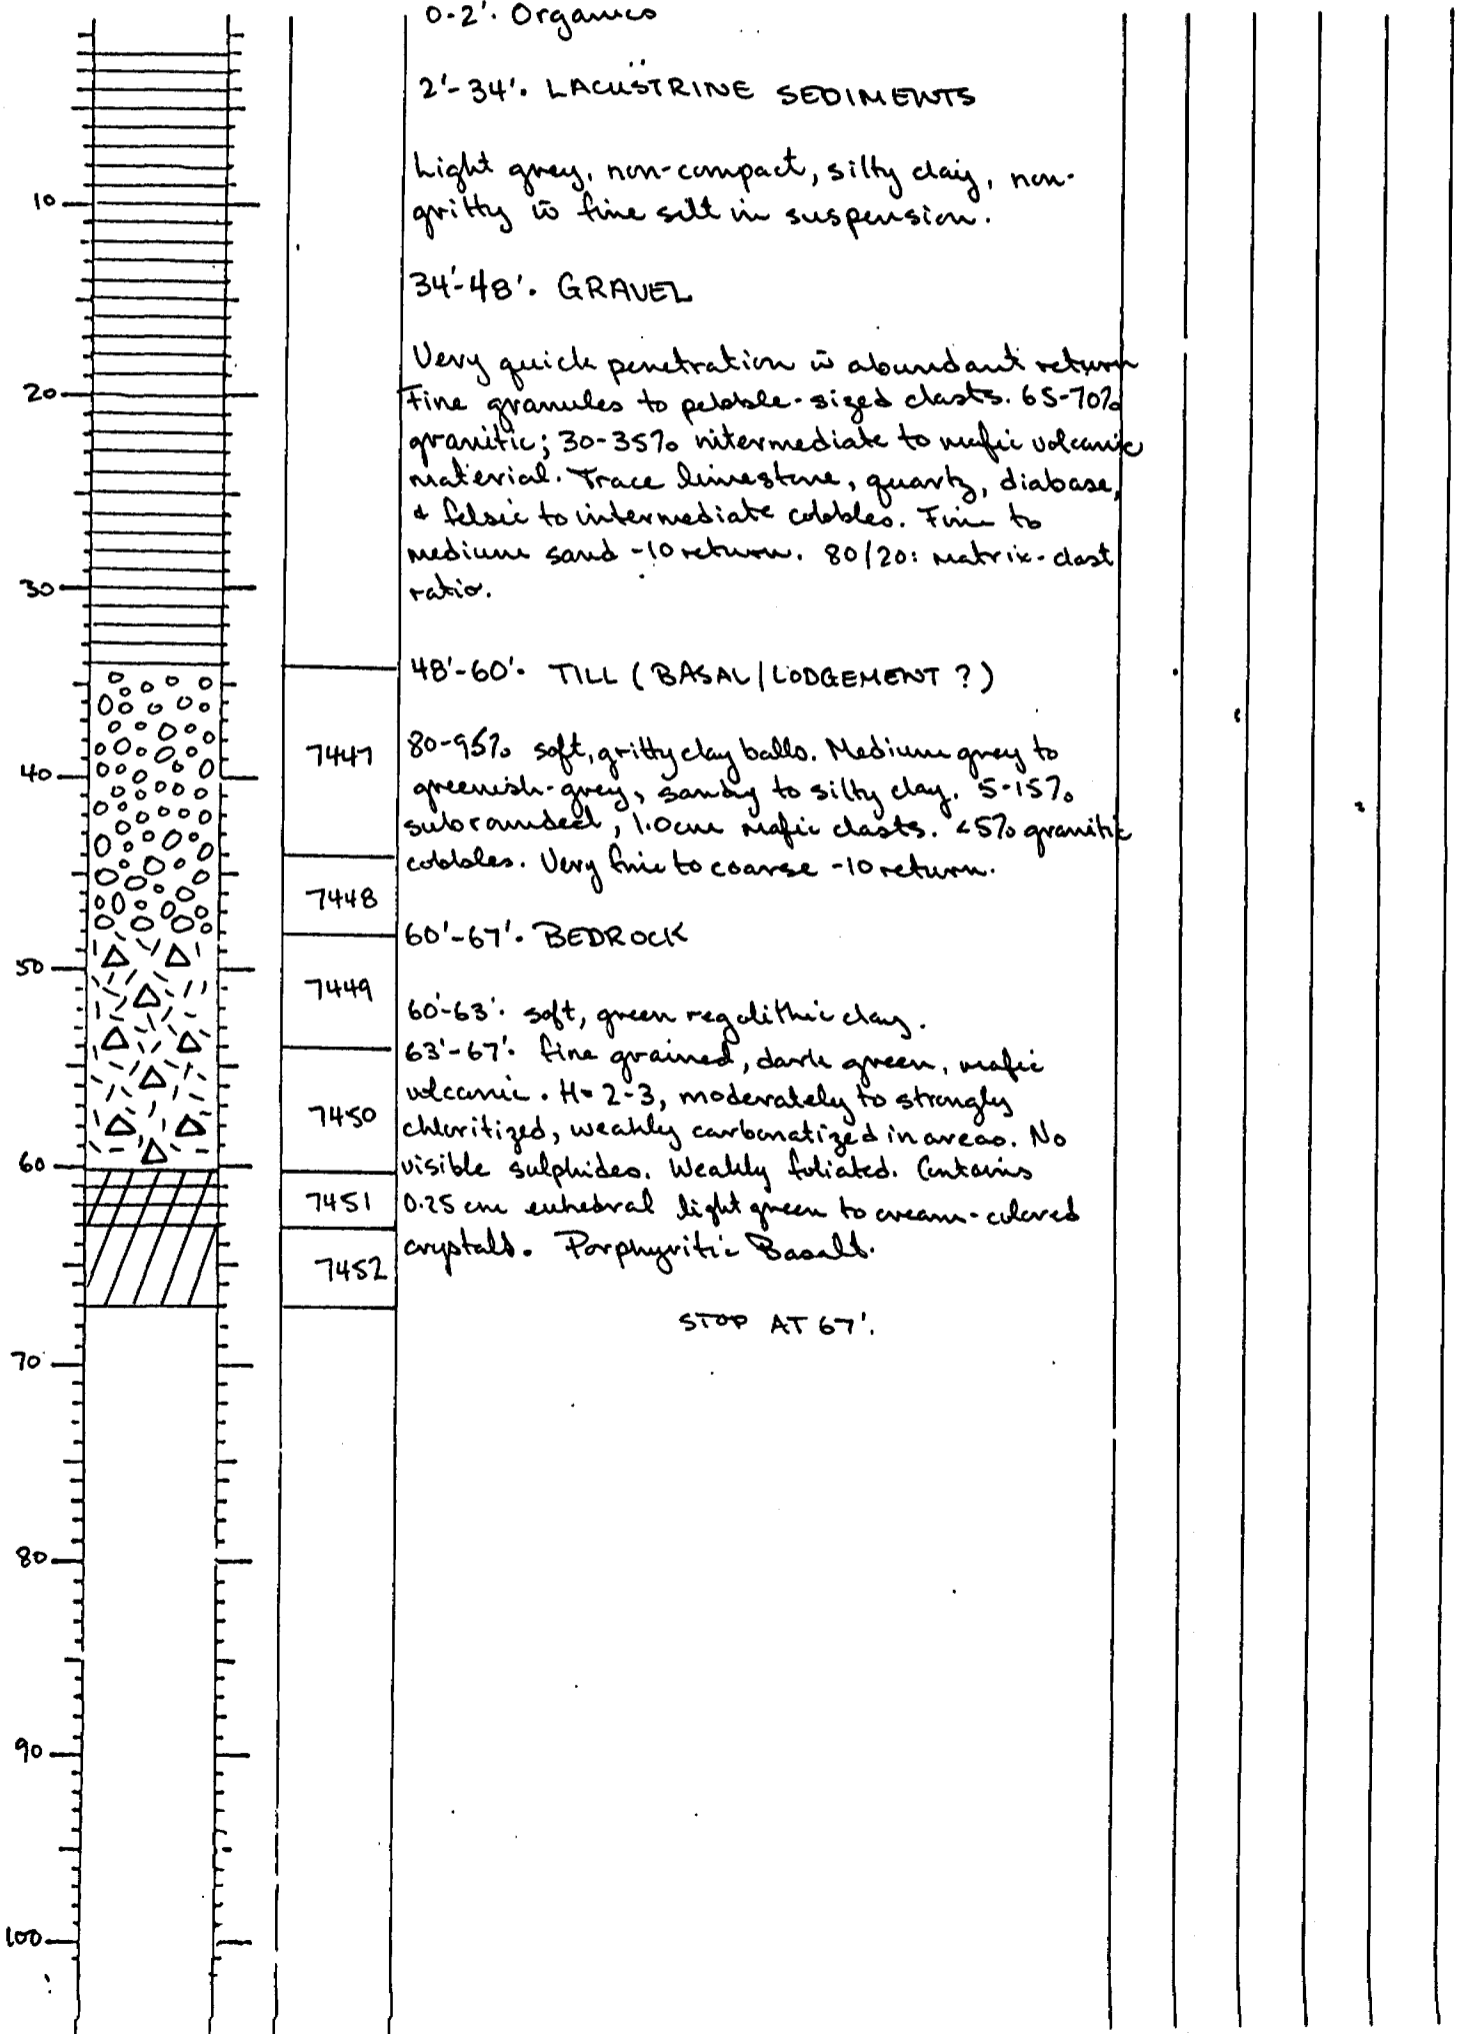 0-2'. Organics
2'-34'. LACUSTRINE SEDIMENTS
Light grey, non-compact, silty clay, non-
gritty w̄ fine silt in suspension.
10
34'-48'. GRAVEL
Very quick penetration w̄ abundant return
20
Fine granules to pebble-sized clasts. 65-70%
granitic; 30-35% intermediate to mafic volcanic
material. Trace limestone, quartz, diabase,
& felsic to intermediate cobbles. Fine to
medium sand -10 return. 80/20: matrix-clast
30
ratio.
48'-60'. TILL (BASAL/LODGEMENT ?)
7447
80-95% soft, gritty clay balls. Medium grey to
40
greenish-grey, sandy to silty clay. 5-15%
subrounded, 1.0cm mafic clasts. <5% granitic
cobbles. Very fine to coarse -10 return.
7448
60'-67'. BEDROCK
50
7449
60'-63'. soft, green regolithic clay.
63'-67'. fine grained, dark green, mafic
volcanic. H=2-3, moderately to strongly
7450
chloritized, weakly carbonatized in areas. No
60
visible sulphides. Weakly foliated. Contains
7451
0.25 cm euhedral light green to cream-colored
crystals. Porphyritic Basalt.
7452
STOP AT 67'.
70
80
90
100